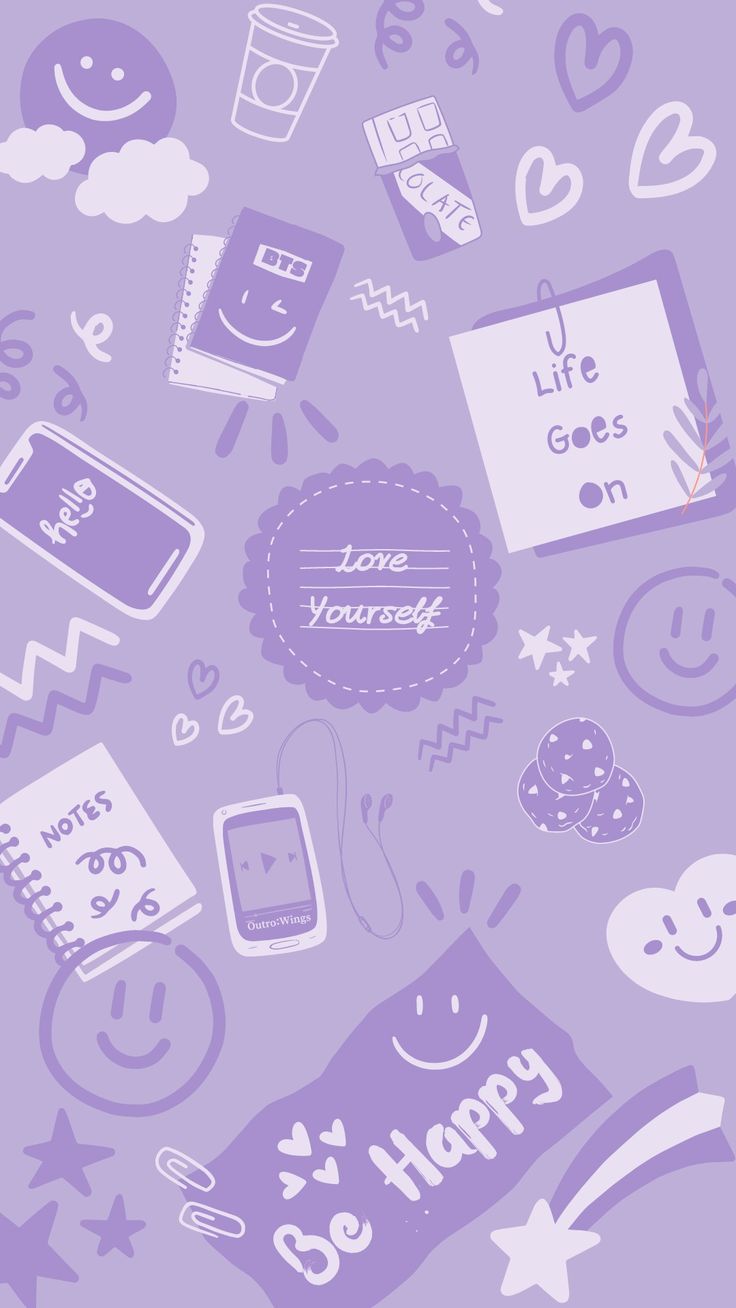 COLATE
BTS
Life
Goes
On
hello
Love
Yourself
NOTES
Outro:Wings
Be Happy